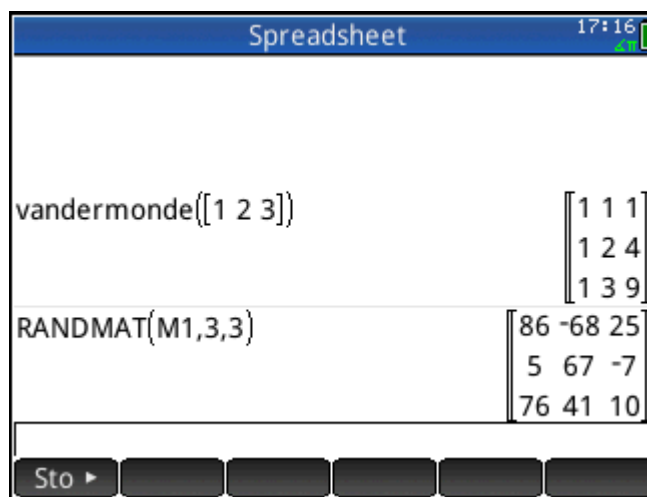 Spreadsheet
17:16
∡π
vandermonde([1 2 3])
[1 1 1
1 2 4
1 3 9]
RANDMAT(M1,3,3)
[86 -68 25
5 67 -7
76 41 10]
Sto ►